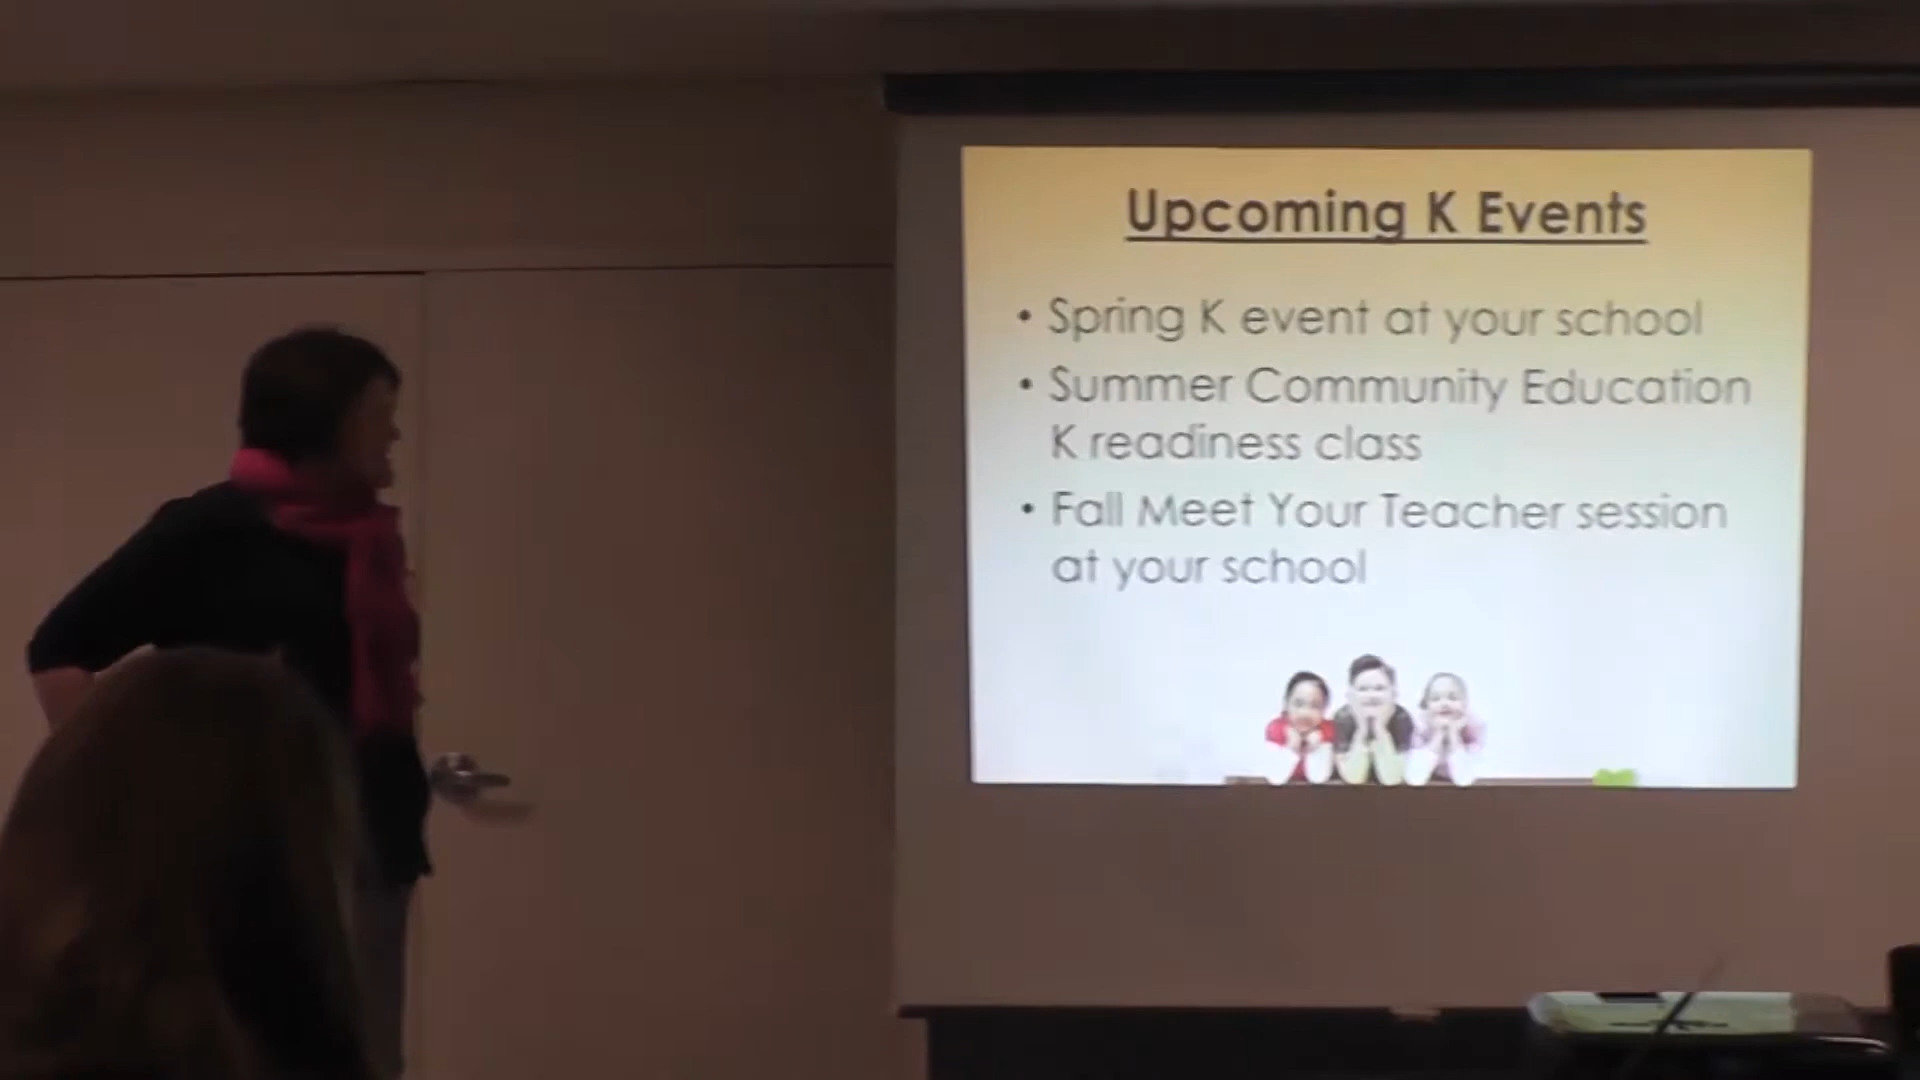 Upcoming K Events
• Spring K event at your school
• Summer Community Education
K readiness class
• Fall Meet Your Teacher session
at your school